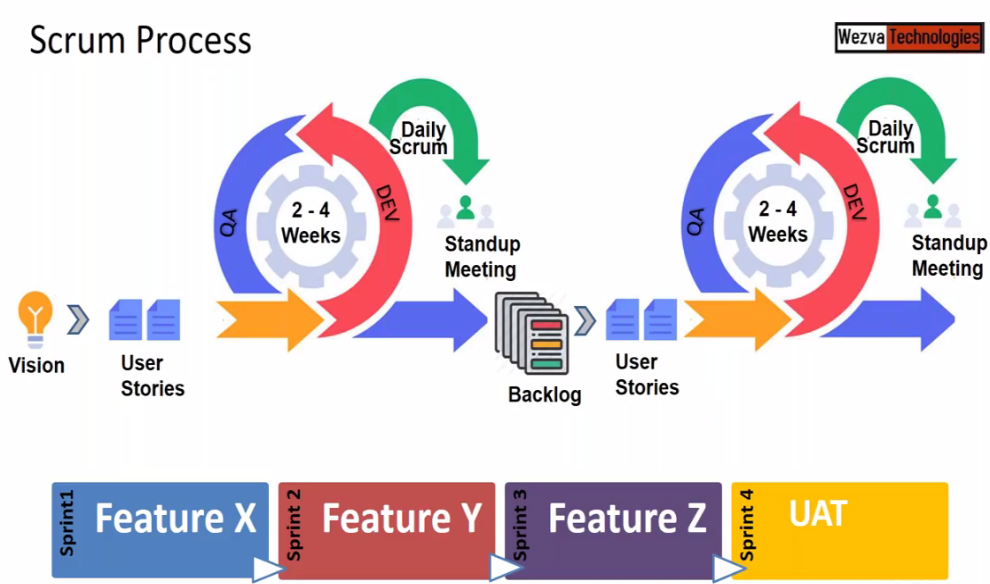 Scrum Process
Wezva Technologies
Daily
Scrum
QA
DEV
2 - 4
Weeks
Standup
Meeting
Vision
User
Stories
Backlog
User
Stories
Daily
Scrum
QA
DEV
2 - 4
Weeks
Standup
Meeting
Sprint1
Feature X
Sprint 2
Feature Y
Sprint 3
Feature Z
Sprint 4
UAT